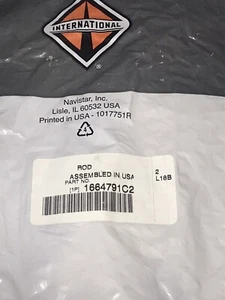 INTERNATIONAL
Navistar, Inc.
Lisle, IL 60532 USA
Printed in USA - 1017751R
ROD
ASSEMBLED IN USA
PART NO.
[1P] 1664791C2
2
L18B